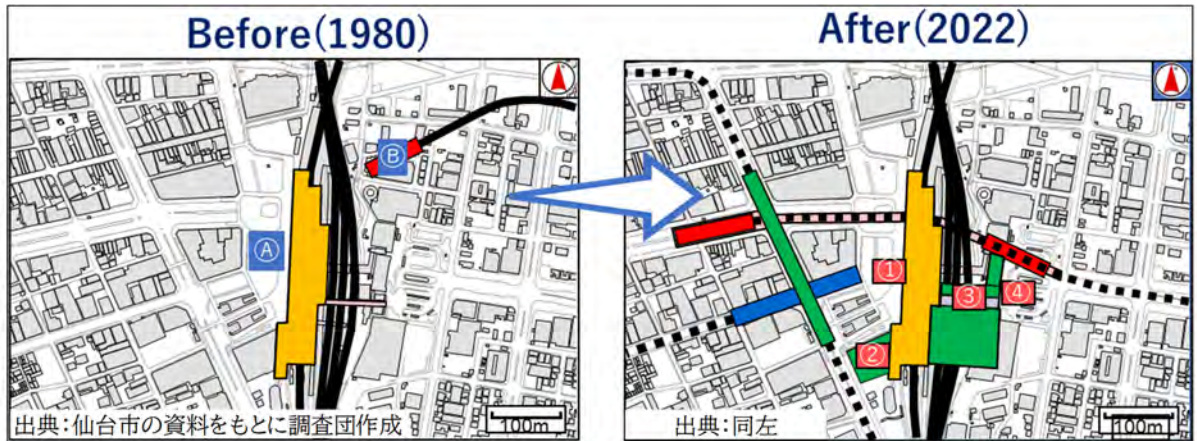 Before(1980)
After(2022)
Ⓐ
Ⓑ
出典：仙台市の資料をもとに調査団作成
100m
①
②
③
④
出典：同左
100m